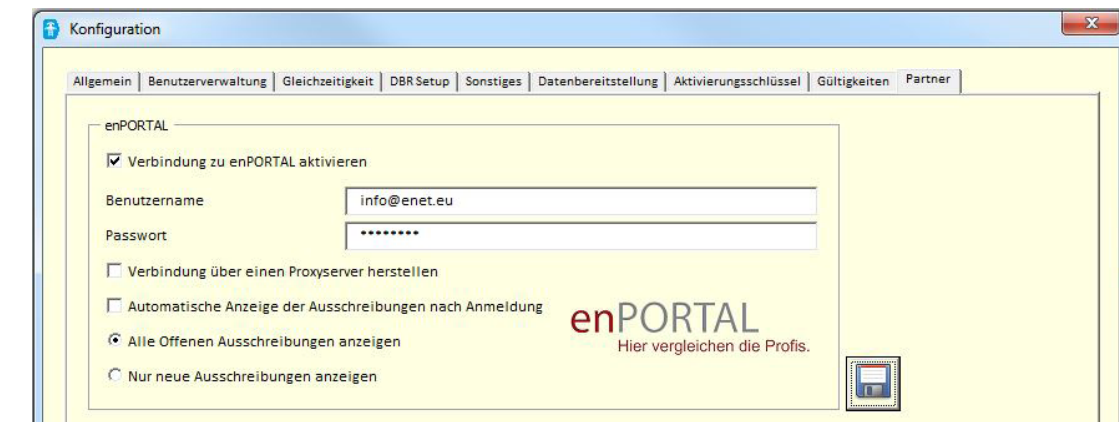 Konfiguration
Allgemein Benutzerverwaltung Gleichzeitigkeit DBR Setup Sonstiges Datenbereitstellung Aktivierungsschlüssel Gültigkeiten Partner
enPORTAL
Verbindung zu enPORTAL aktivieren
Benutzername info@enet.eu
Passwort ••••••••
Verbindung über einen Proxyserver herstellen
Automatische Anzeige der Ausschreibungen nach Anmeldung
enPORTAL
Alle Offenen Ausschreibungen anzeigen
Hier vergleichen die Profis.
Nur neue Ausschreibungen anzeigen